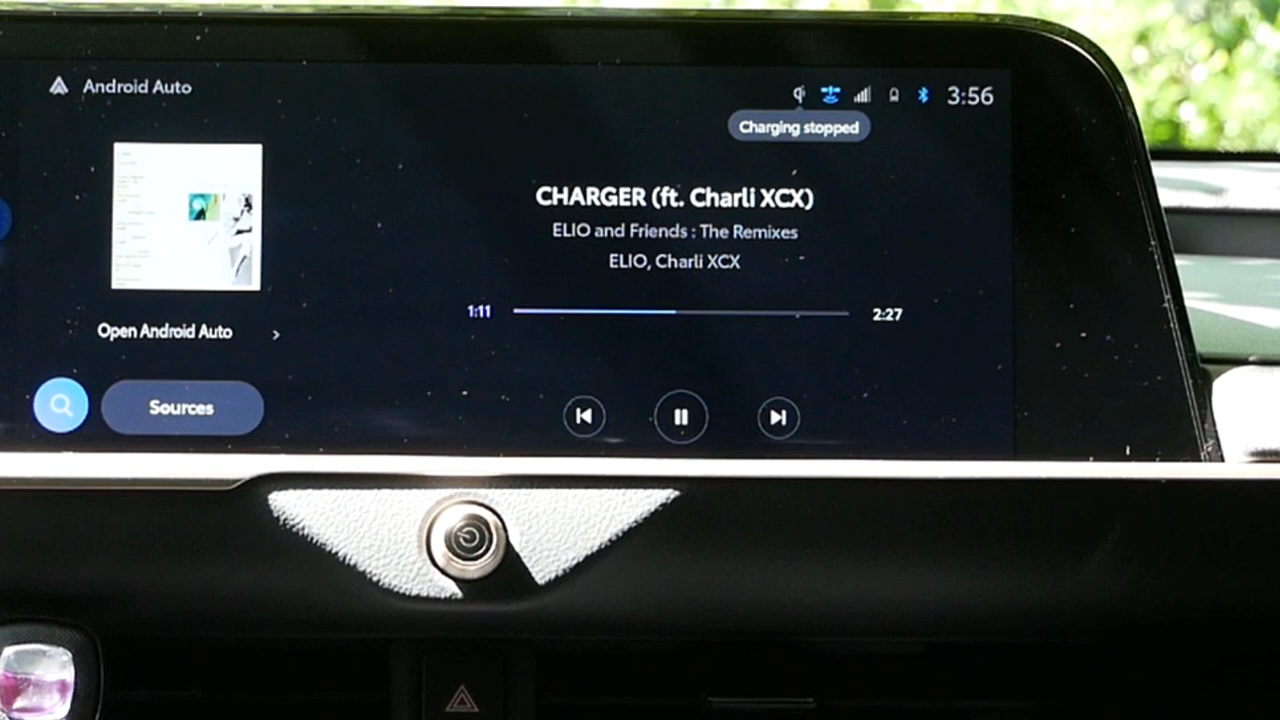 Android Auto
3:56
Charging stopped
CHARGER (ft. Charli XCX)
ELIO and Friends : The Remixes
ELIO, Charli XCX
1:11
2:27
Open Android Auto
Sources